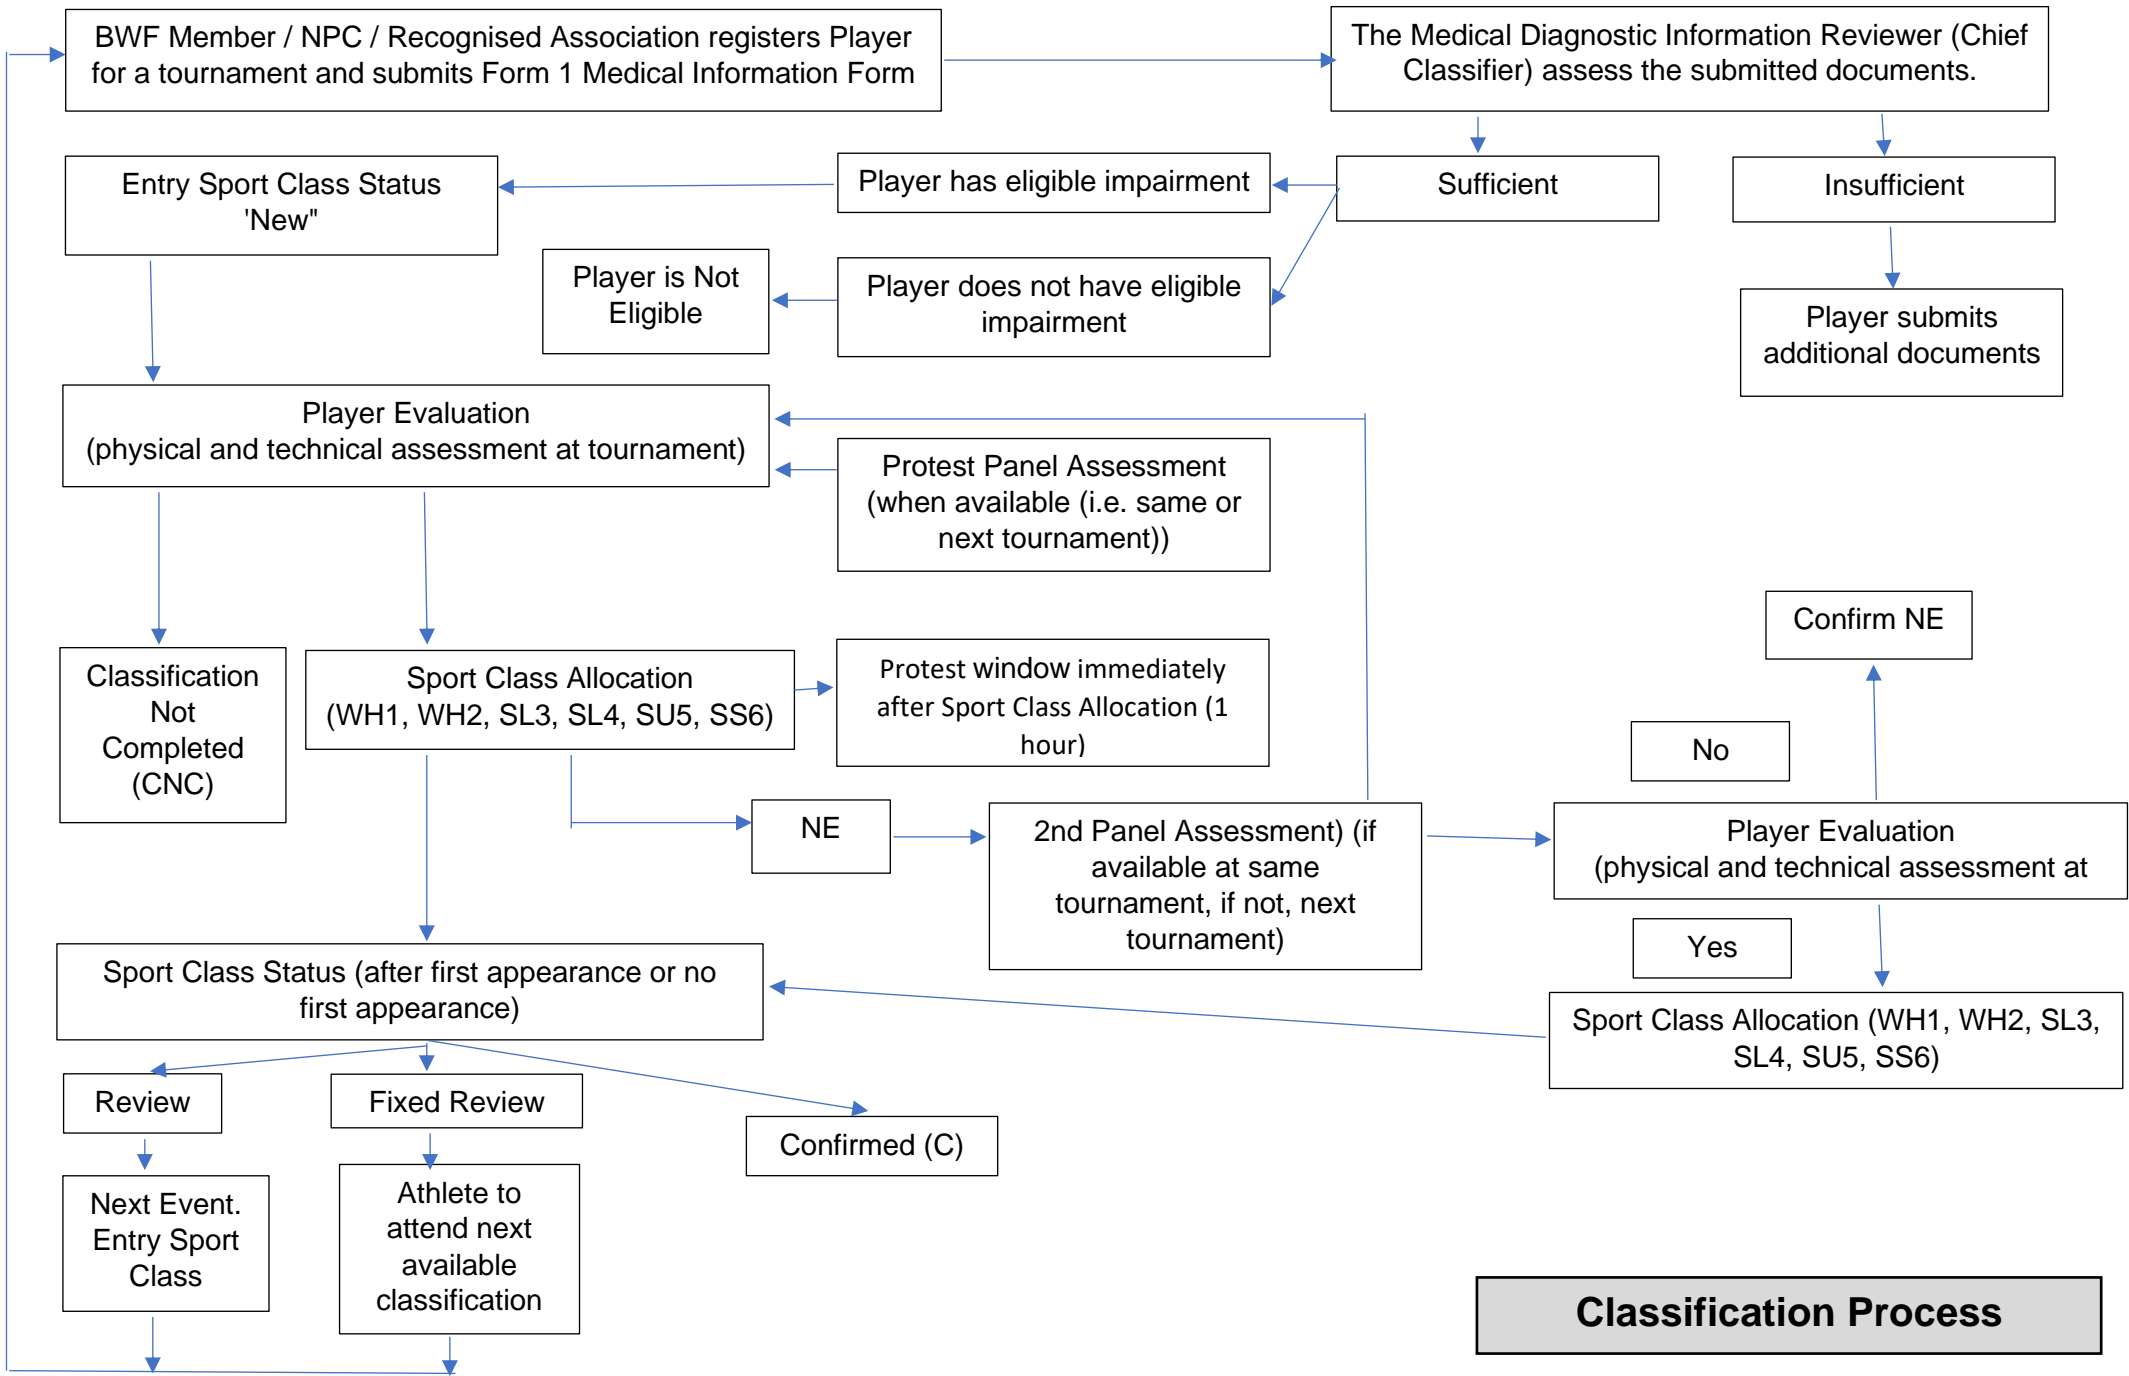 BWF Member / NPC / Recognised Association registers Player
for a tournament and submits Form 1 Medical Information Form
The Medical Diagnostic Information Reviewer (Chief
Classifier) assess the submitted documents.
Entry Sport Class Status
'New"
Player has eligible impairment
Sufficient
Insufficient
Player is Not
Eligible
Player does not have eligible
impairment
Player submits
additional documents
Player Evaluation
(physical and technical assessment at tournament)
Protest Panel Assessment
(when available (i.e. same or
next tournament))
Confirm NE
Classification
Not
Completed
(CNC)
Sport Class Allocation
(WH1, WH2, SL3, SL4, SU5, SS6)
Protest window immediately
after Sport Class Allocation (1
hour)
No
NE
2nd Panel Assessment) (if
available at same
tournament, if not, next
tournament)
Player Evaluation
(physical and technical assessment at
Yes
Sport Class Status (after first appearance or no
first appearance)
Sport Class Allocation (WH1, WH2, SL3,
SL4, SU5, SS6)
Review
Fixed Review
Confirmed (C)
Next Event.
Entry Sport
Class
Athlete to
attend next
available
classification
Classification Process